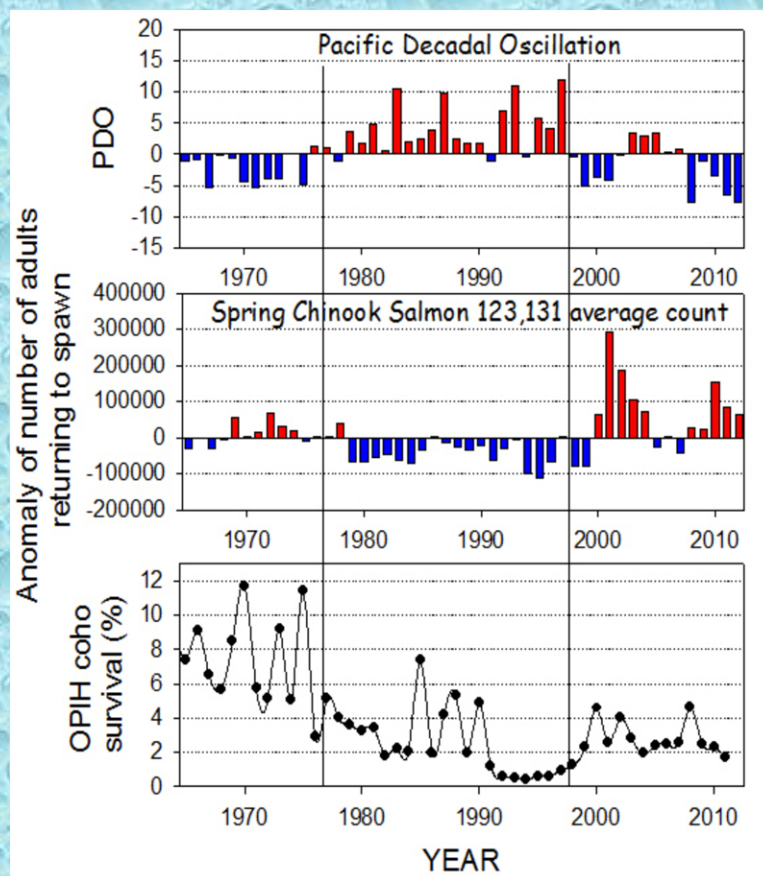 Pacific Decadal Oscillation
PDO
20
15
10
5
0
-5
-10
-15
1970 1980 1990 2000 2010
Anomaly of number of adults
returning to spawn
Spring Chinook Salmon 123,131 average count
400000
300000
200000
100000
0
-100000
-200000
1970 1980 1990 2000 2010
OPIH coho
survival (%)
12
10
8
6
4
2
0
1970 1980 1990 2000 2010
YEAR